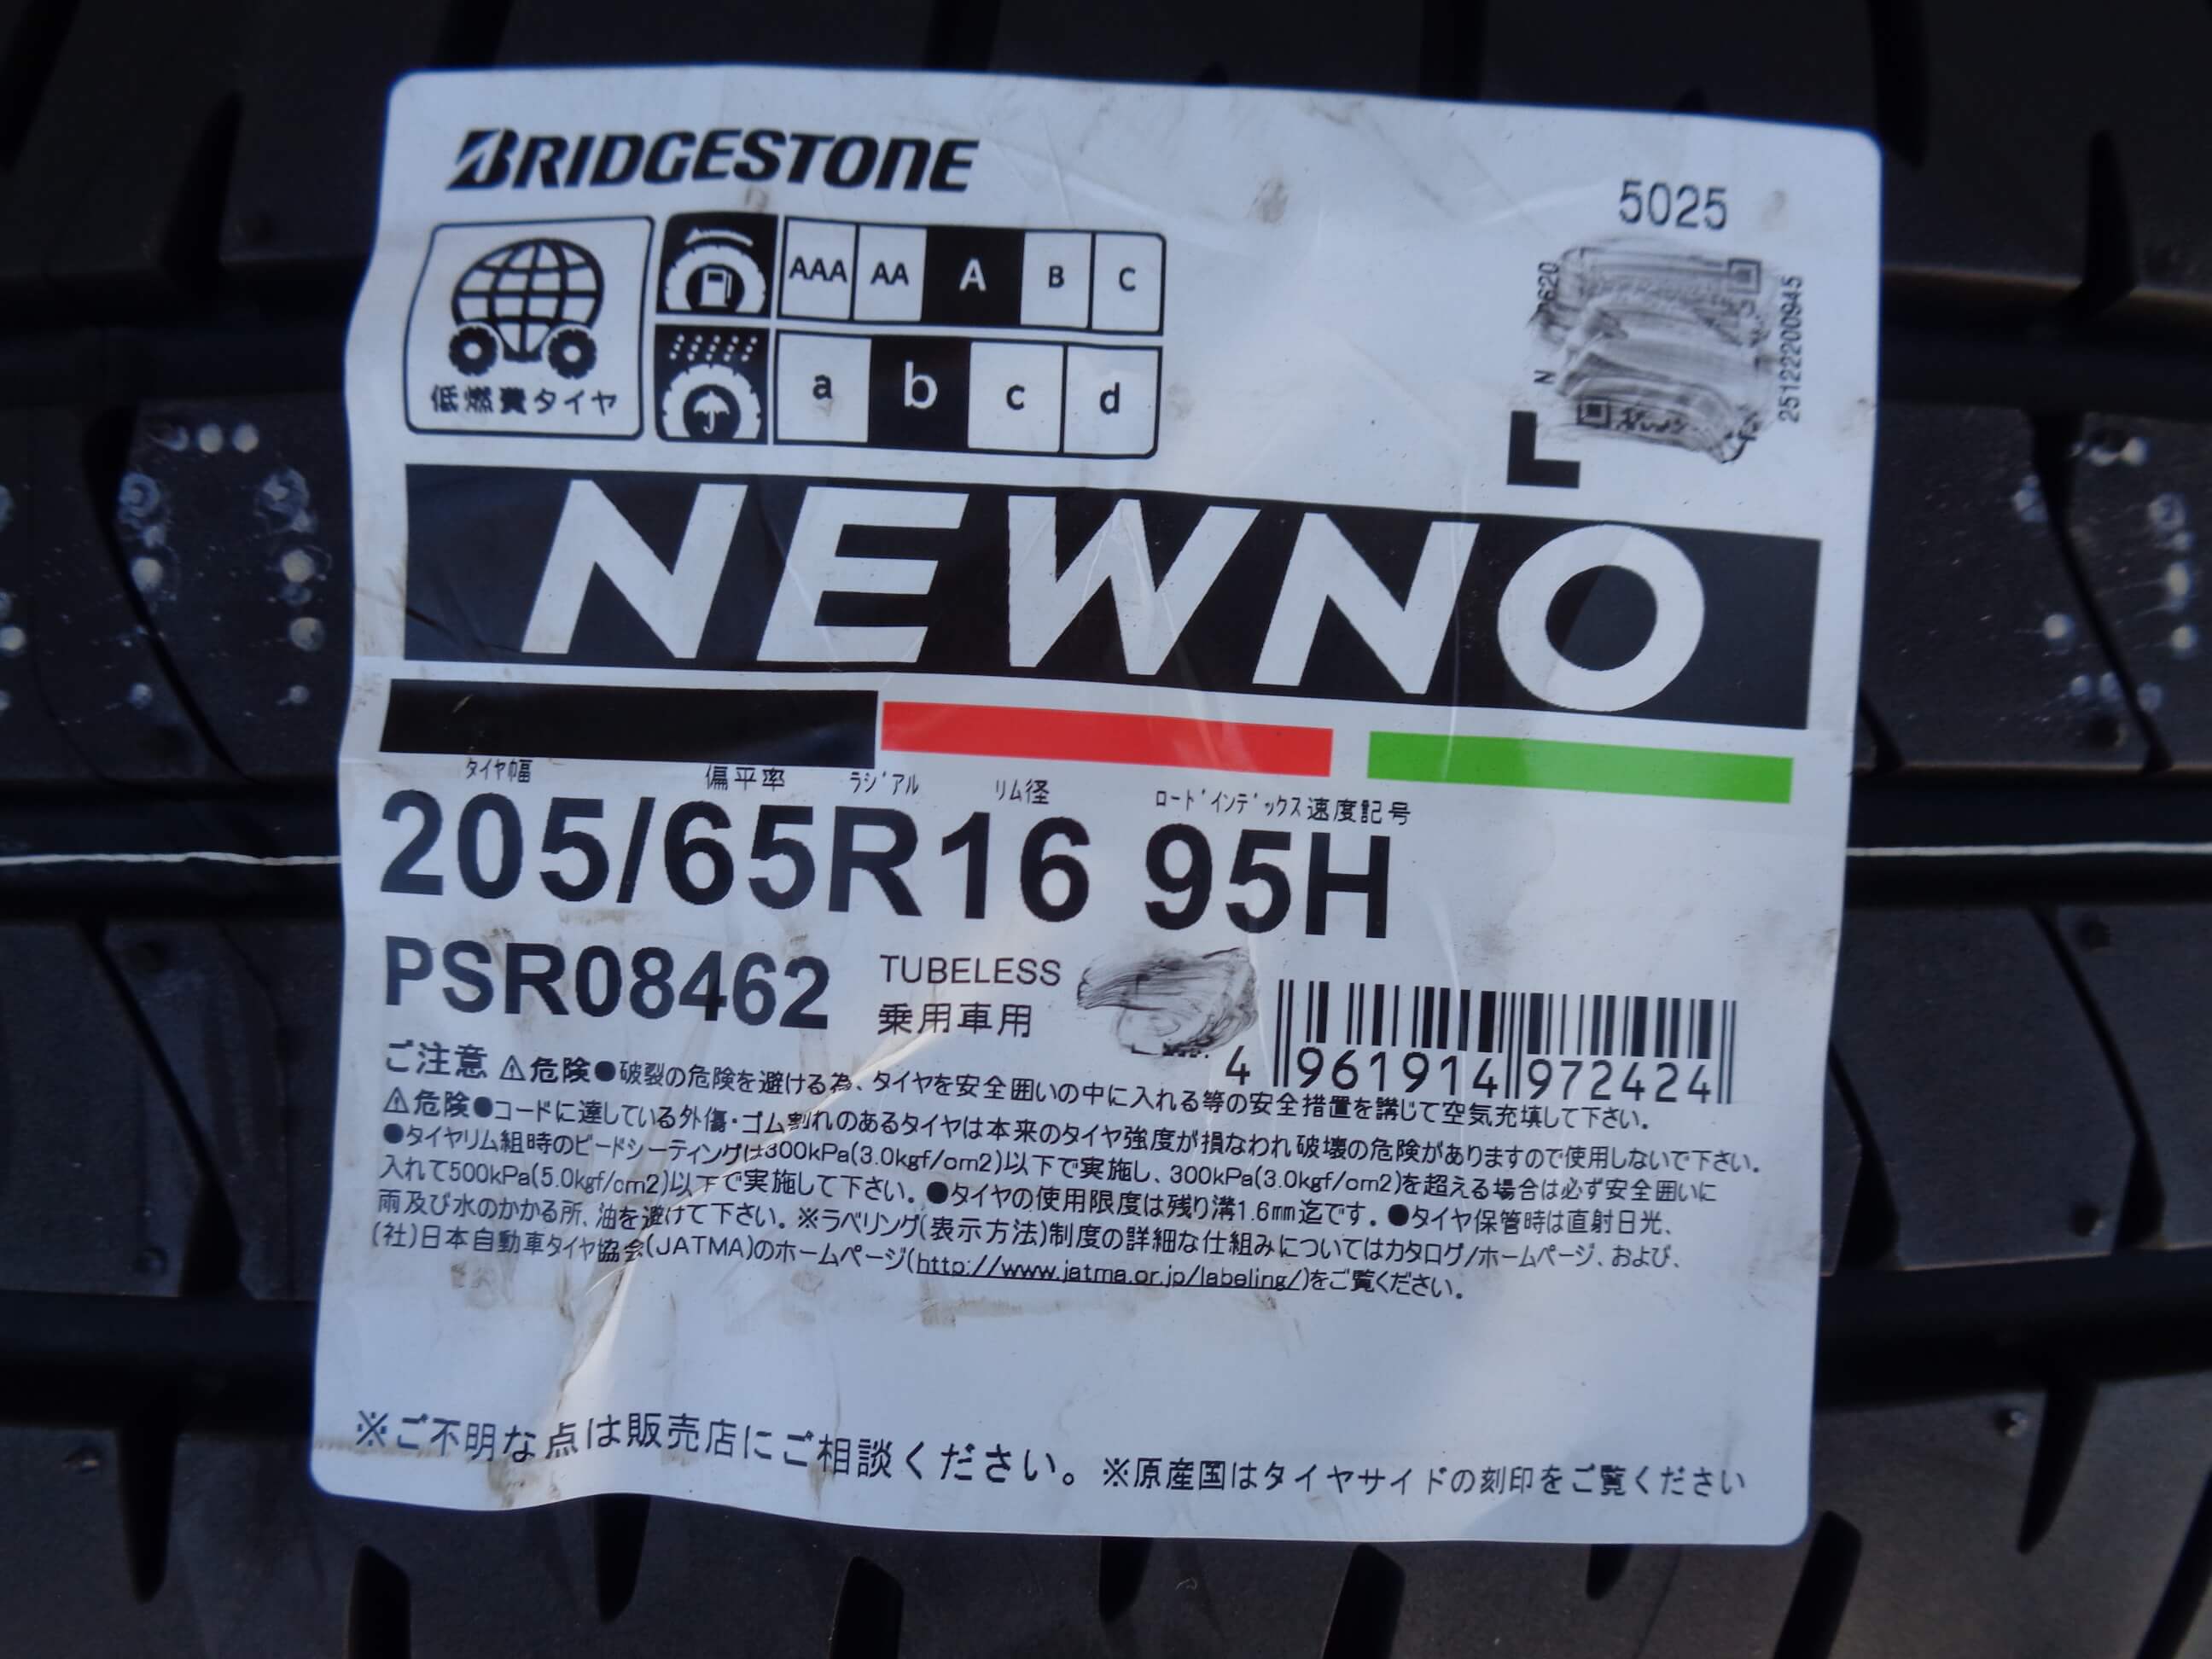 BRIDGESTONE
5025
低燃費タイヤ
AAA AA A B C
a b c d
251222200945
L
NEWNO
タイヤ幅 偏平率 ラジアル リム径 ロードインデックス速度記号
205/65R16 95H
PSR08462 TUBELESS
乗用車用
4 961914 972424
ご注意 ⚠危険●破裂の危険を避ける為、タイヤを安全囲いの中に入れる等の安全措置を講じて空気充填して下さい。
⚠危険●コードに達している外傷・ゴム割れのあるタイヤは本来のタイヤ強度が損なわれ破壊の危険がありますので使用しないで下さい。
●タイヤリム組時のビードシーティングは300kPa(3.0kgf/cm2)以下で実施し、300kPa(3.0kgf/cm2)を超える場合は必ず安全囲いに
入れて500kPa(5.0kgf/cm2)以下で実施して下さい。●タイヤの使用限度は残り溝1.6mm迄です。●タイヤ保管時は直射日光、
雨及び水のかかる所、油を避けて下さい。※ラベリング(表示方法)制度の詳細な仕組みについてはカタログ/ホームページ、および、
(社)日本自動車タイヤ協会(JATMA)のホームページ(http://www.jatma.or.jp/labeling/)をご覧ください。
※ご不明な点は販売店にご相談ください。※原産国はタイヤサイドの刻印をご覧ください